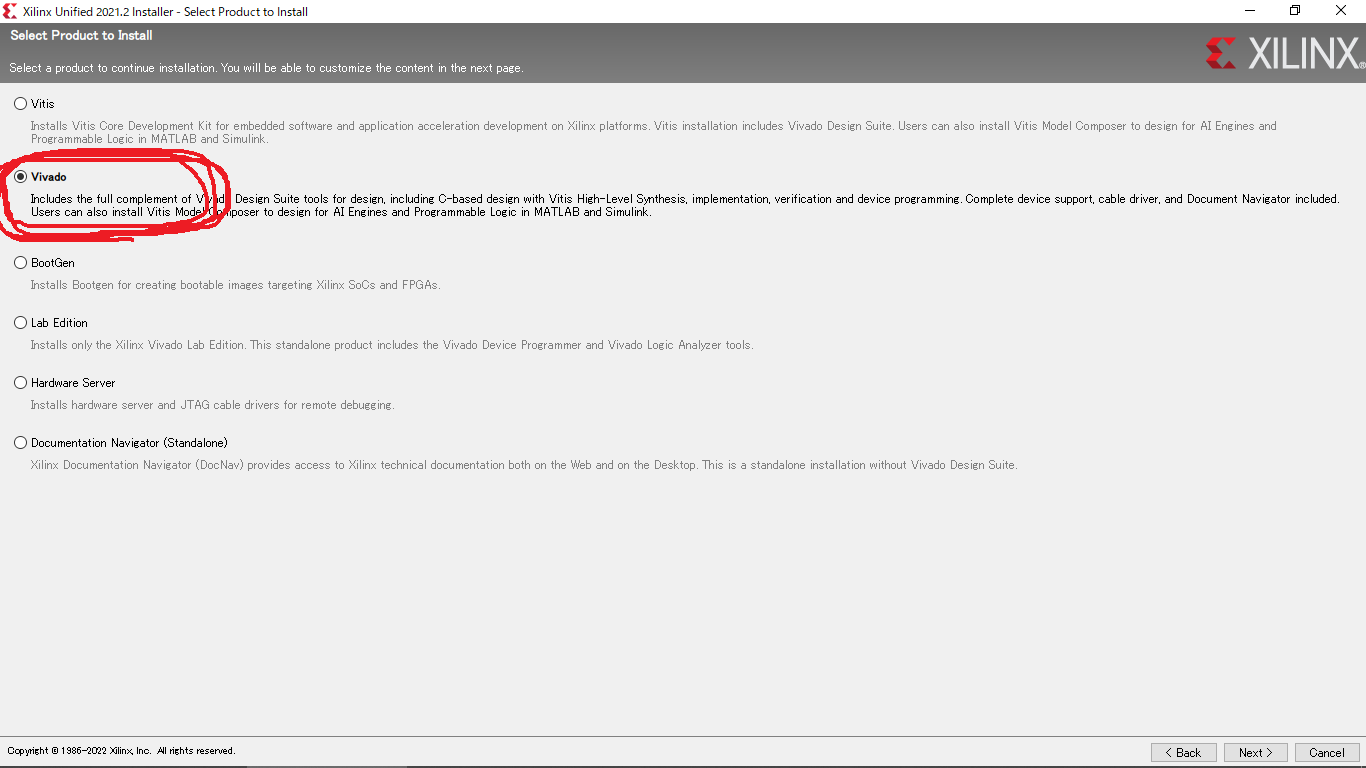 Xilinx Unified 2021.2 Installer - Select Product to Install
Select Product to Install
Select a product to continue installation. You will be able to customize the content in the next page.
XILINX®
Vitis
Installs Vitis Core Development Kit for embedded software and application acceleration development on Xilinx platforms. Vitis installation includes Vivado Design Suite. Users can also install Vitis Model Composer to design for AI Engines and
Programmable Logic in MATLAB and Simulink.
Vivado
Includes the full complement of Vivado Design Suite tools for design, including C-based design with Vitis High-Level Synthesis, implementation, verification and device programming. Complete device support, cable driver, and Document Navigator included.
Users can also install Vitis Model Composer to design for AI Engines and Programmable Logic in MATLAB and Simulink.
BootGen
Installs Bootgen for creating bootable images targeting Xilinx SoCs and FPGAs.
Lab Edition
Installs only the Xilinx Vivado Lab Edition. This standalone product includes the Vivado Device Programmer and Vivado Logic Analyzer tools.
Hardware Server
Installs hardware server and JTAG cable drivers for remote debugging.
Documentation Navigator (Standalone)
Xilinx Documentation Navigator (DocNav) provides access to Xilinx technical documentation both on the Web and on the Desktop. This is a standalone installation without Vivado Design Suite.
Copyright © 1986-2022 Xilinx, Inc. All rights reserved.
< Back
Next >
Cancel